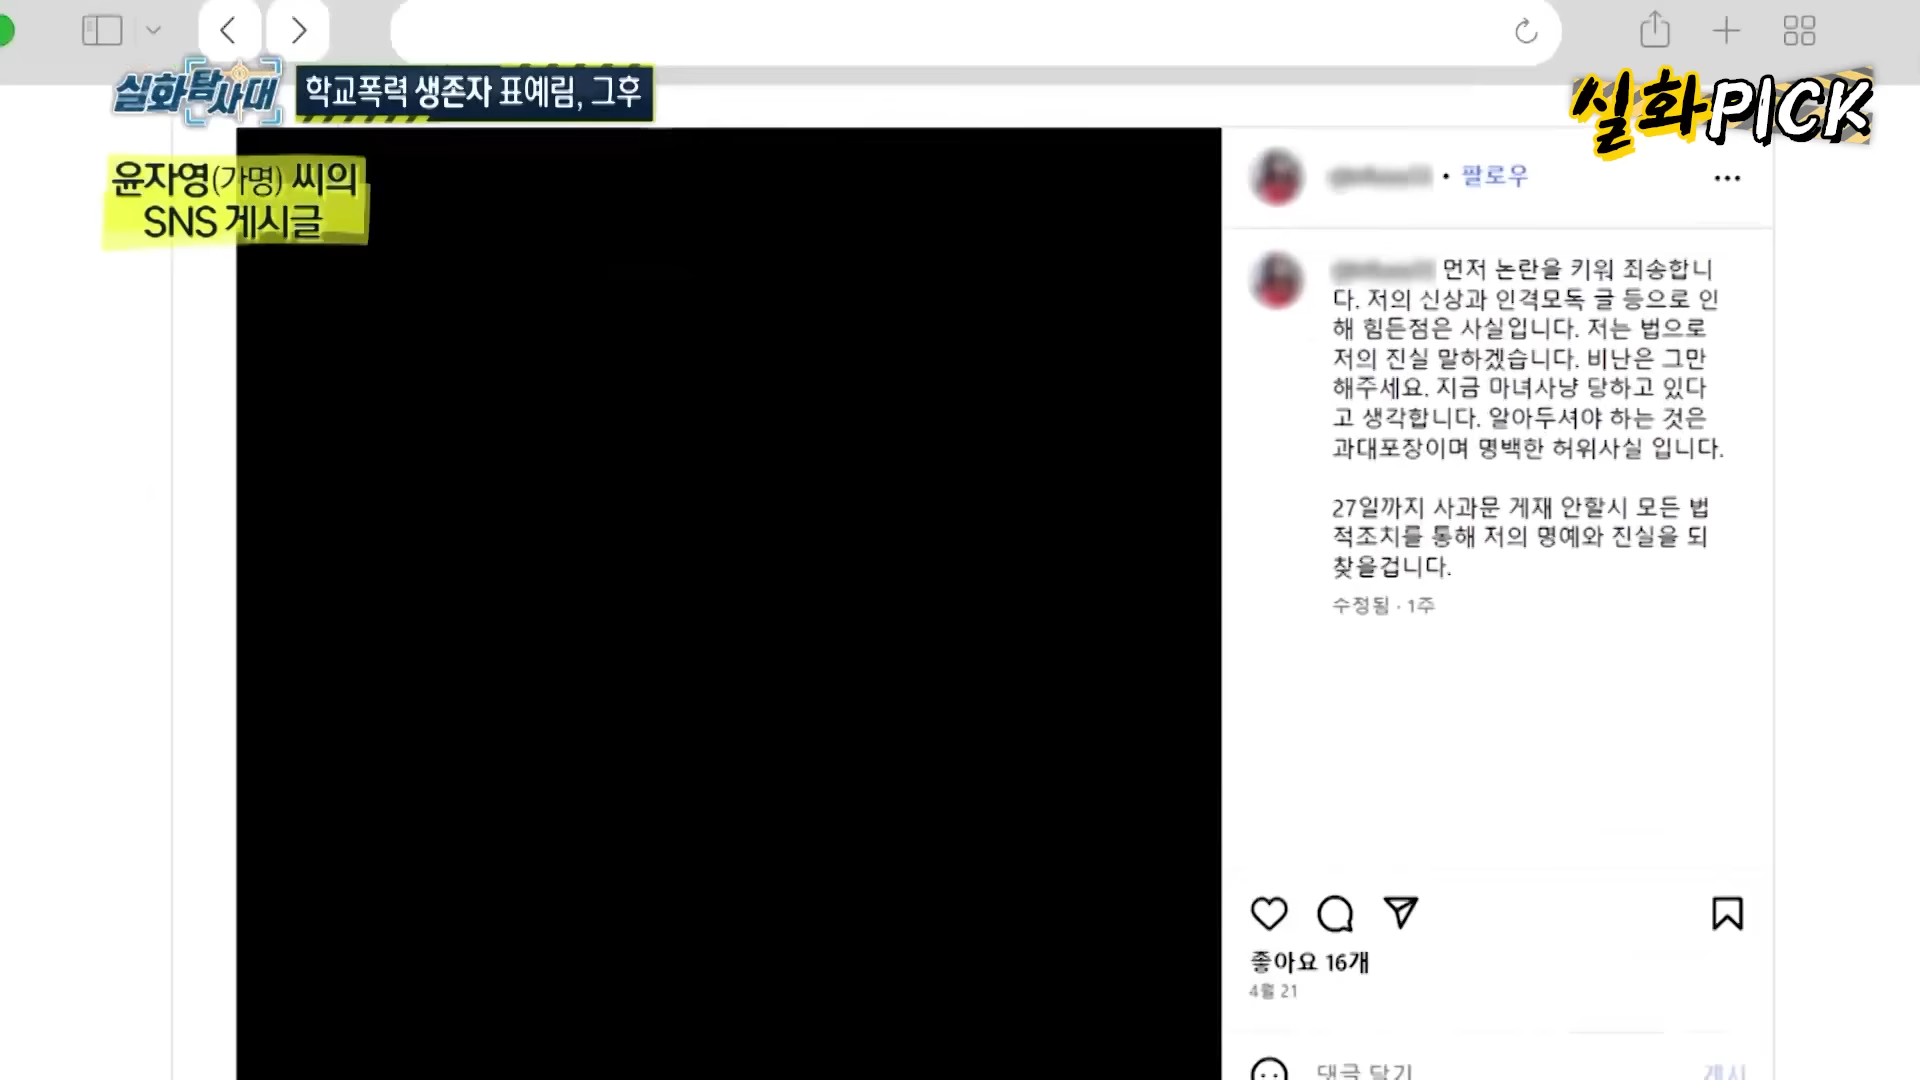 실화탐사대
학교폭력 생존자 표예림, 그후
실화PICK
윤자영(가명) 씨의
SNS 게시글
• 팔로우
먼저 논란을 키워 죄송합니
다. 저의 신상과 인격모독 글 등으로 인
해 힘든점은 사실입니다. 저는 법으로
저의 진실 말하겠습니다. 비난은 그만
해주세요. 지금 마녀사냥 당하고 있다
고 생각합니다. 알아두셔야 하는 것은
과대포장이며 명백한 허위사실 입니다.
27일까지 사과문 게재 안할시 모든 법
적조치를 통해 저의 명예와 진실을 되
찾을겁니다.
수정됨 · 1주
좋아요 16개
4월 21
댓글 달기
게시